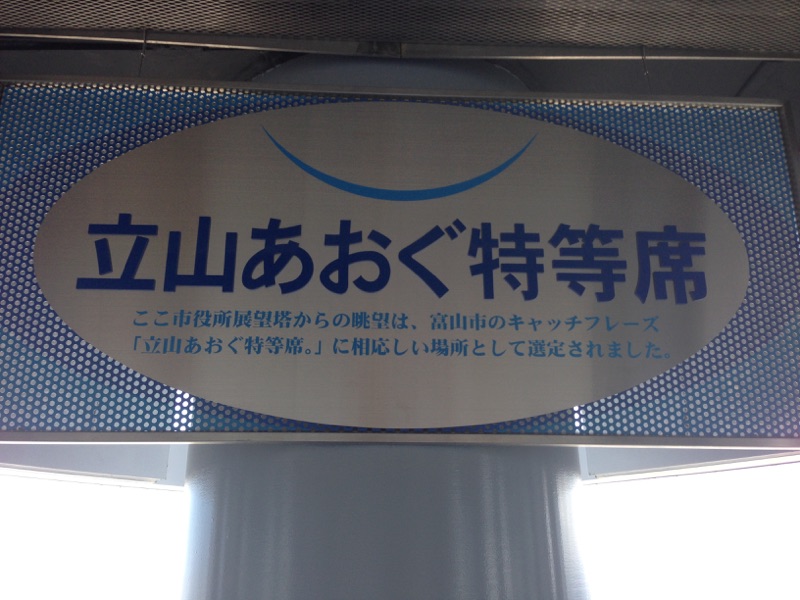 立山あおぐ特等席
ここ市役所展望塔からの眺望は、富山市のキャッチフレーズ
「立山あおぐ特等席。」に相応しい場所として選定されました。